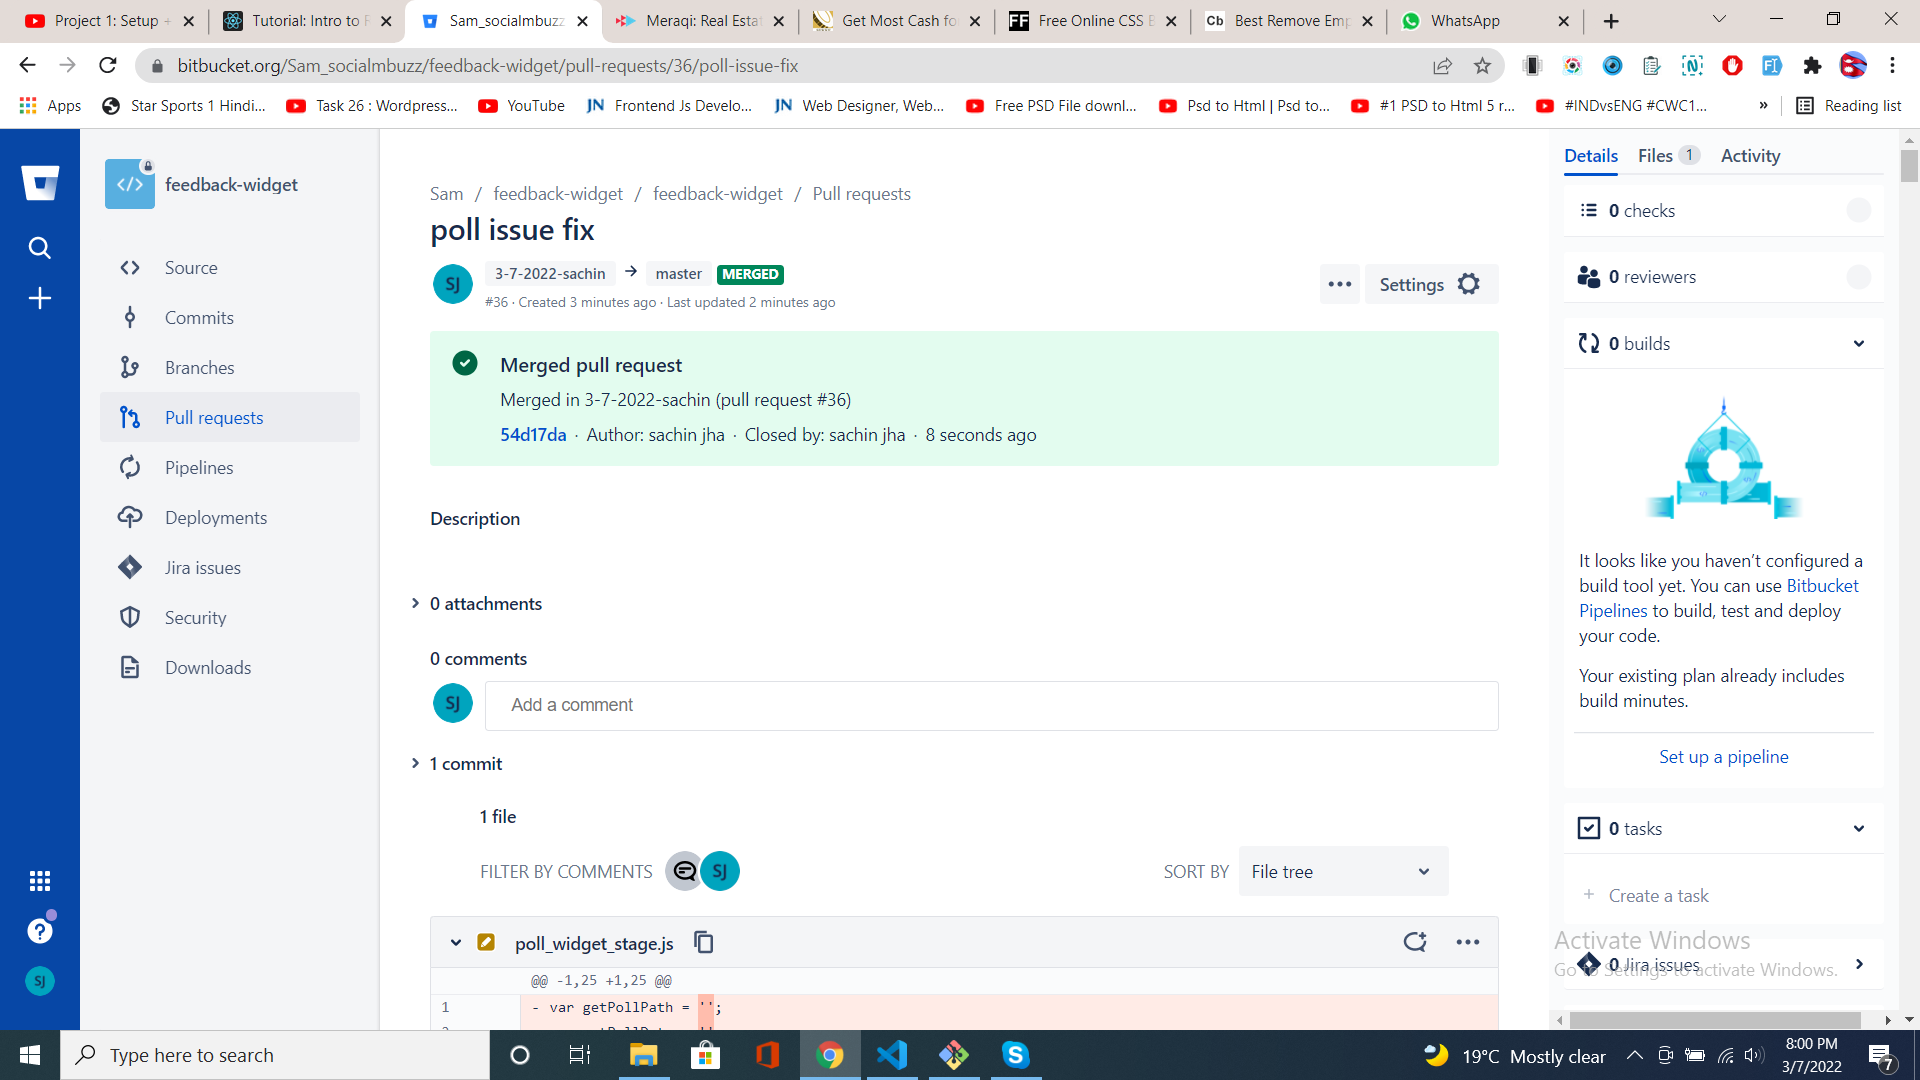 Project 1: Setup +
Tutorial: Intro to R
Sam_socialmbuzz
Meraqi: Real Estat
Get Most Cash fo
Free Online CSS B
Best Remove Emp
WhatsApp
bitbucket.org/Sam_socialmbuzz/feedback-widget/pull-requests/36/poll-issue-fix
Apps
Star Sports 1 Hindi...
Task 26 : Wordpress...
YouTube
JN Frontend Js Develo...
JN Web Designer, Web...
Free PSD File downl...
Psd to Html | Psd to...
#1 PSD to Html 5 r...
#INDvsENG #CWC1...
»
Reading list
feedback-widget
Source
Commits
Branches
Pull requests
Pipelines
Deployments
Jira issues
Security
Downloads
SJ
Sam / feedback-widget / feedback-widget / Pull requests
poll issue fix
SJ
3-7-2022-sachin → master MERGED
#36 · Created 3 minutes ago · Last updated 2 minutes ago
Settings
Merged pull request
Merged in 3-7-2022-sachin (pull request #36)
54d17da · Author: sachin jha · Closed by: sachin jha · 8 seconds ago
Description
0 attachments
0 comments
SJ
Add a comment
1 commit
1 file
FILTER BY COMMENTS
SJ
SORT BY
File tree
poll_widget_stage.js
@@ -1,25 +1,25 @@
1 - var getPollPath = '';
Details
Files 1
Activity
0 checks
0 reviewers
0 builds
It looks like you haven’t configured a
build tool yet. You can use Bitbucket
Pipelines to build, test and deploy
your code.
Your existing plan already includes
build minutes.
Set up a pipeline
0 tasks
+ Create a task
Activate Windows
Go to Settings to activate Windows.
0 Jira issues
Type here to search
19°C Mostly clear
8:00 PM
3/7/2022
7